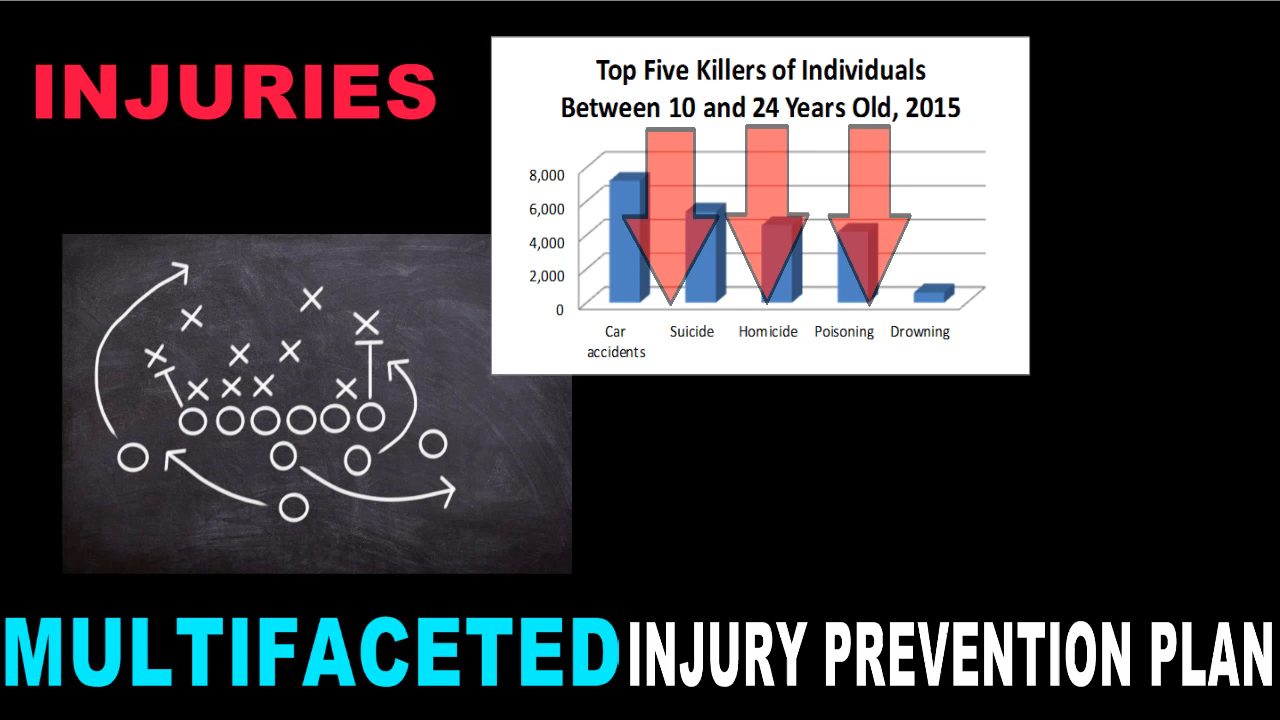 INJURIES
Top Five Killers of Individuals
Between 10 and 24 Years Old, 2015
8,000
6,000
4,000
2,000
0
Car accidents
Suicide
Homicide
Poisoning
Drowning
MULTIFACETED INJURY PREVENTION PLAN